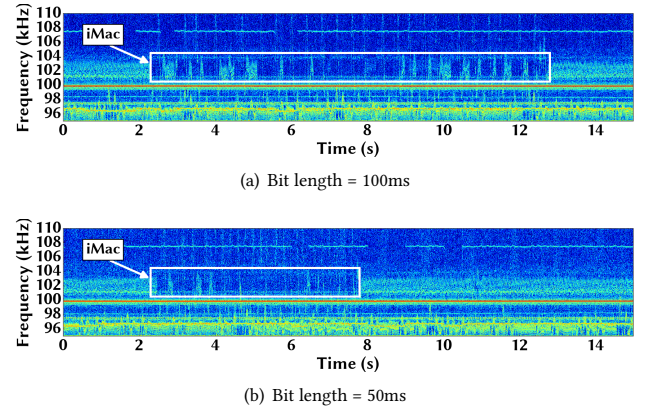 110
108
106
104
102
100
98
96
Frequency (kHz)
iMac
0 2 4 6 8 10 12 14
Time (s)
(a) Bit length = 100ms
110
108
106
104
102
100
98
96
Frequency (kHz)
iMac
0 2 4 6 8 10 12 14
Time (s)
(b) Bit length = 50ms